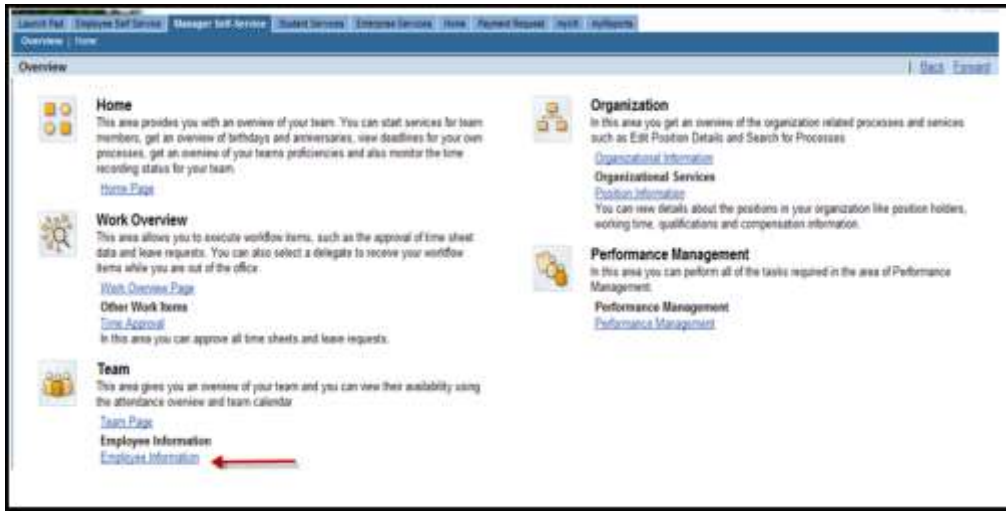 Launch Pad Employee Self-Service Manager Self-Service Student Services Enterprise Services Home Payment Request myUK myReports
Overview | Home
Overview
| Back Forward
Home
This area provides you with an overview of your team. You can start services for team
members, get an overview of birthdays and anniversaries, view deadlines for your own
processes, get an overview of your teams proficiencies and also monitor the time
recording status for your team.
Home Page
Work Overview
This area allows you to execute workflow items, such as the approval of time sheet
data and leave requests. You can also select a delegate to receive your workflow
items while you are out of the office
Work Overview Page
Other Work Items
Time Approval
In this area you can approve all time sheets and leave requests.
Team
This area gives you an overview of your team and you can view their availability using
the attendance overview and team calendar
Team Page
Employee Information
Employee Information
Organization
In this area you get an overview of the organization related processes and services
such as Edit Position Details and Search for Processes
Organizational Information
Organizational Services
Position Information
You can view details about the positions in your organization like position holders,
working time, qualifications and compensation information.
Performance Management
In this area you can perform all of the tasks required in the area of Performance
Management.
Performance Management
Performance Management